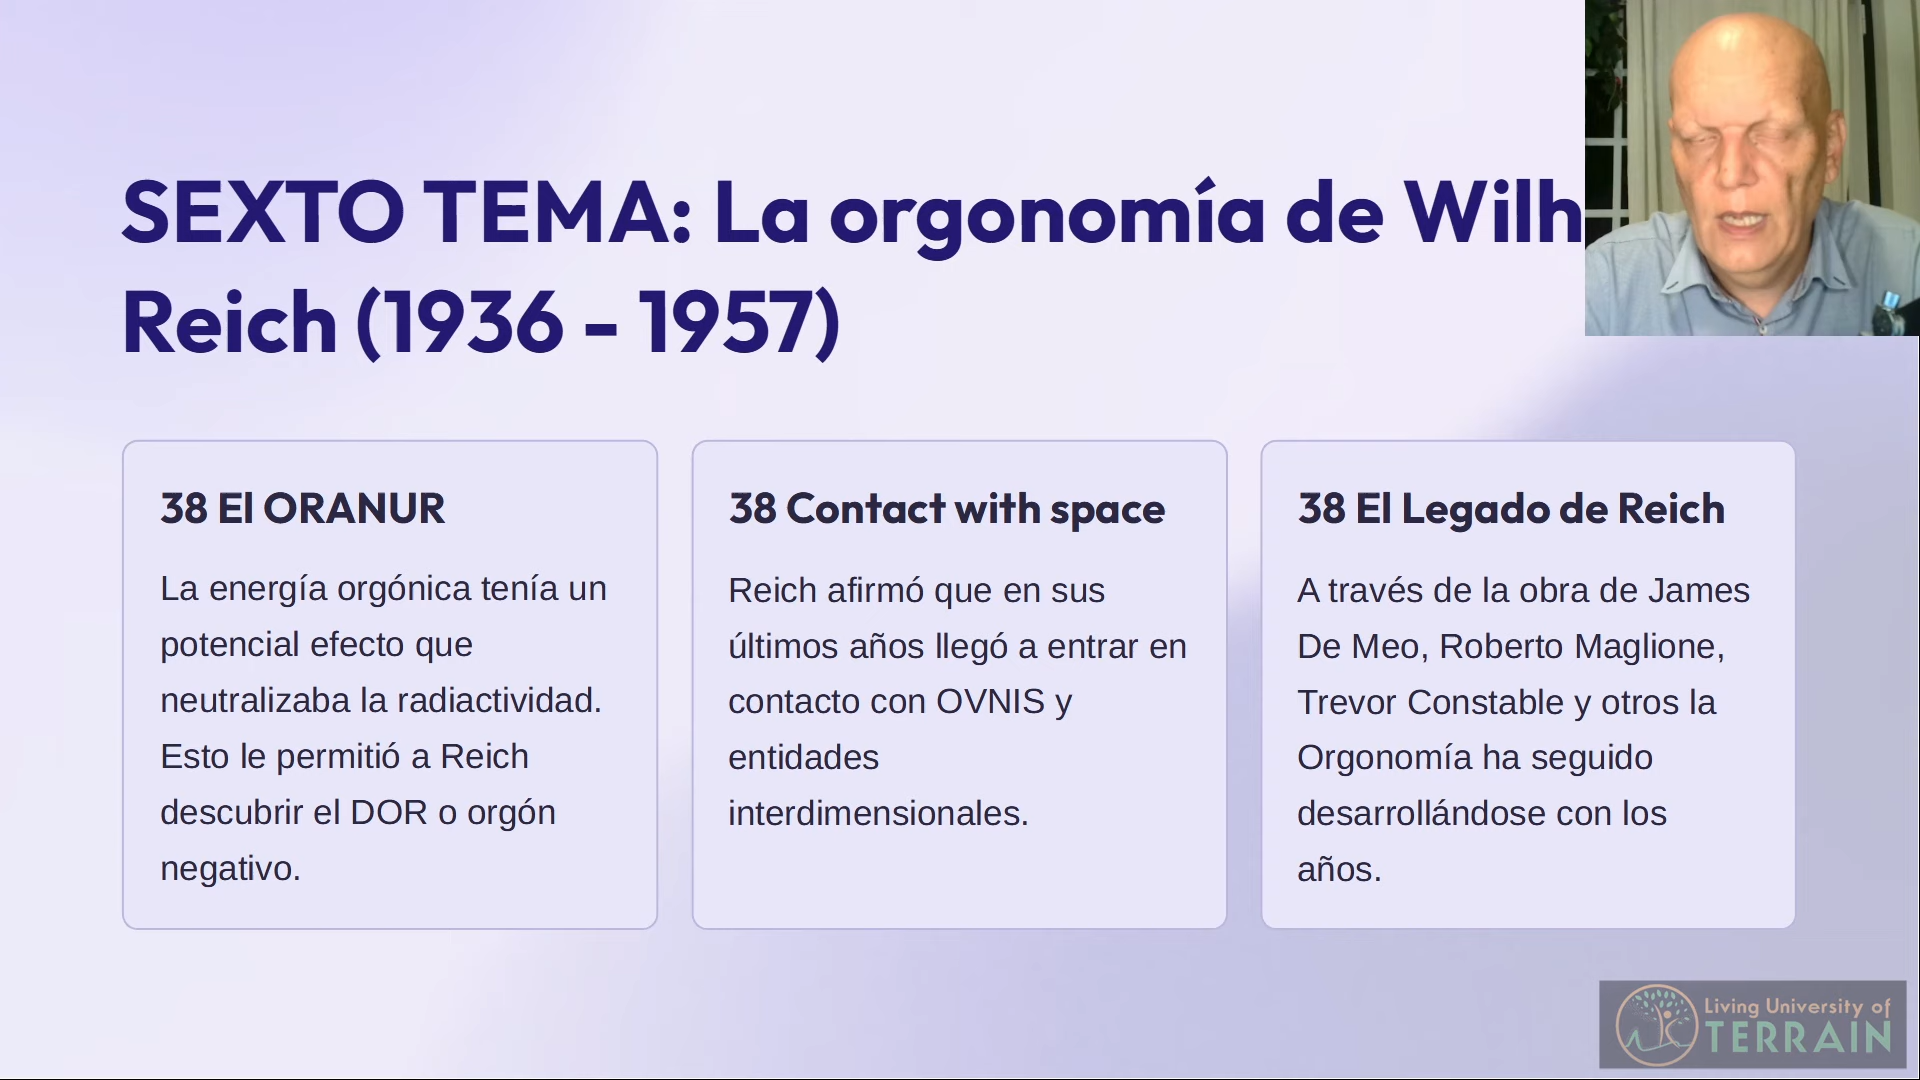 SEXTO TEMA: La orgonomía de Wilh
Reich (1936 - 1957)
38 El ORANUR
La energía orgónica tenía un
potencial efecto que
neutralizaba la radiactividad.
Esto le permitió a Reich
descubrir el DOR o orgón
negativo.
38 Contact with space
Reich afirmó que en sus
últimos años llegó a entrar en
contacto con OVNIS y
entidades
interdimensionales.
38 El Legado de Reich
A través de la obra de James
De Meo, Roberto Maglione,
Trevor Constable y otros la
Orgonomía ha seguido
desarrollándose con los
años.
Living University of
TERRAIN